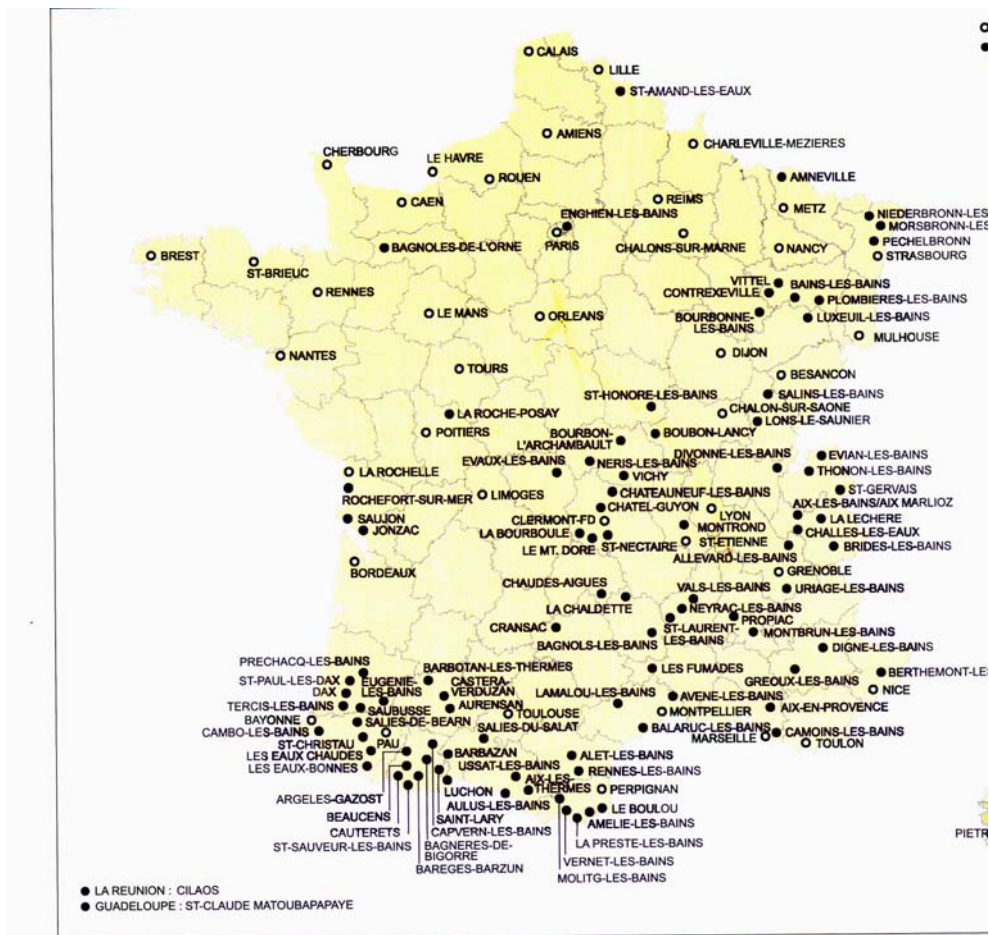 CALAIS
LILLE
ST-AMAND-LES-EAUX
AMIENS
CHARLEVILLE-MEZIERES
CHERBOURG
LE HAVRE
ROUEN
AMNEVILLE
CAEN
REIMS
METZ
ENGHIEN-LES-BAINS
NIEDERBRONN-LES
MORSBRONN-LES
PARIS
CHALONS-SUR-MARNE
PECHELBRONN
BAGNOLES-DE-L'ORNE
NANCY
STRASBOURG
BREST
ST-BRIEUC
VITTEL
BAINS-LES-BAINS
RENNES
CONTREXEVILLE
PLOMBIERES-LES-BAINS
LE MANS
ORLEANS
BOURBONNE-
LES-BAINS
LUXEUIL-LES-BAINS
MULHOUSE
NANTES
DIJON
TOURS
BESANCON
ST-HONORE-LES-BAINS
SALINS-LES-BAINS
LA ROCHE-POSAY
CHALON-SUR-SAONE
LONS-LE-SAUNIER
POITIERS
BOURBON-
L'ARCHAMBAULT
BOUBON-LANCY
DIVONNE-LES-BAINS
EVIAN-LES-BAINS
EVAUX-LES-BAINS
NERIS-LES-BAINS
THONON-LES-BAINS
LA ROCHELLE
VICHY
ST-GERVAIS
ROCHEFORT-SUR-MER
LIMOGES
CHATEAUNEUF-LES-BAINS
AIX-LES-BAINS/AIX MARLIOZ
CHATEL-GUYON
LYON
SAUJON
CLERMONT-FD
MONTROND
LA LECHERE
JONZAC
LA BOURBOULE
CHALLES-LES-EAUX
LE MT. DORE
ST-NECTAIRE
ST-ETIENNE
BRIDES-LES-BAINS
ALLEVARD-LES-BAINS
BORDEAUX
GRENOBLE
CHAUDES-AIGUES
VALS-LES-BAINS
URIAGE-LES-BAINS
LA CHALDETTE
NEYRAC-LES-BAINS
PROPIAC
CRANSAC
ST-LAURENT-
LES-BAINS
MONTBRUN-LES-BAINS
BAGNOLS-LES-BAINS
DIGNE-LES-BAINS
PRECHACQ-LES-BAINS
BARBOTAN-LES-THERMES
LES FUMADES
GREOUX-LES-BAINS
BERTHEMONT-LES
ST-PAUL-LES-DAX
EUGENIE-
LES-BAINS
CASTERA-
VERDUZAN
LAMALOU-LES-BAINS
AVENE-LES-BAINS
NICE
DAX
TERCIS-LES-BAINS
SAUBUSSE
AURENSAN
MONTPELLIER
AIX-EN-PROVENCE
BAYONNE
SALIES-DE-BEARN
TOULOUSE
CAMBO-LES-BAINS
SALIES-DU-SALAT
BALARUC-LES-BAINS
CAMOINS-LES-BAINS
MARSEILLE
TOULON
ST-CHRISTAU
PAU
LES EAUX CHAUDES
BARBAZAN
ALET-LES-BAINS
LES EAUX-BONNES
USSAT-LES-BAINS
RENNES-LES-BAINS
AIX-LES-
THERMES
LUCHON
PERPIGNAN
ARGELES-GAZOST
AULUS-LES-BAINS
LE BOULOU
BEAUCENS
SAINT-LARY
AMELIE-LES-BAINS
CAUTERETS
CAPVERN-LES-BAINS
PIETR
ST-SAUVEUR-LES-BAINS
BAGNERES-DE-
BIGORRE
LA PRESTE-LES-BAINS
BAREGES-BARZUN
VERNET-LES-BAINS
MOLITG-LES-BAINS
LA REUNION : CILAOS
GUADELOUPE : ST-CLAUDE MATOUBAPAPAYE